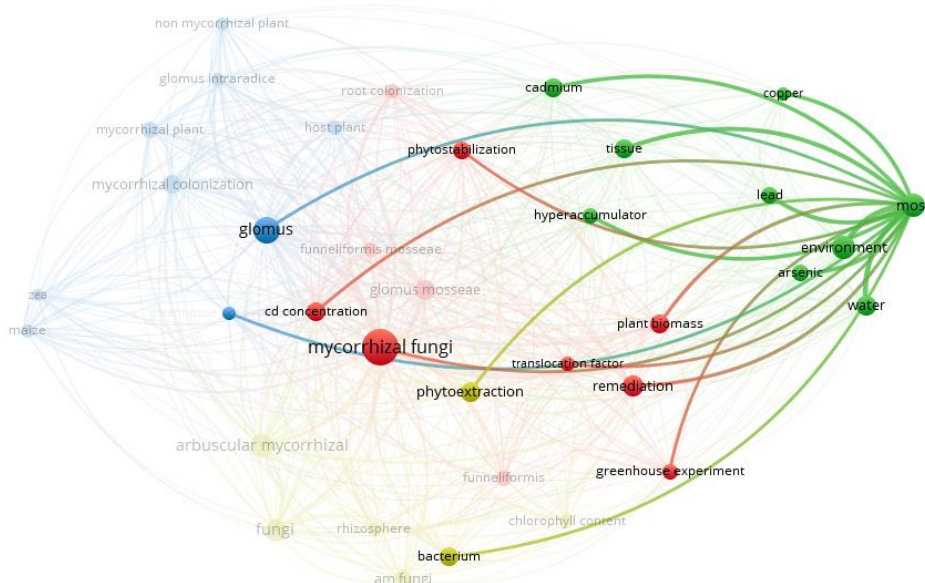 non mycorrhizal plant
glomus intraradice
root colonization
cadmium
copper
mycorrhizal plant
host plant
phytostabilization
tissue
mycorrhizal colonization
lead
mos
glomus
hyperaccumulator
funneliformis mosseae
environment
arsenic
glomus mosseae
zea
cd concentration
water
maize
plant biomass
mycorrhizal fungi
translocation factor
phytoextraction
remediation
arbuscular mycorrhizal
funneliformis
greenhouse experiment
chlorophyll content
fungi
rhizosphere
bacterium
am fungi